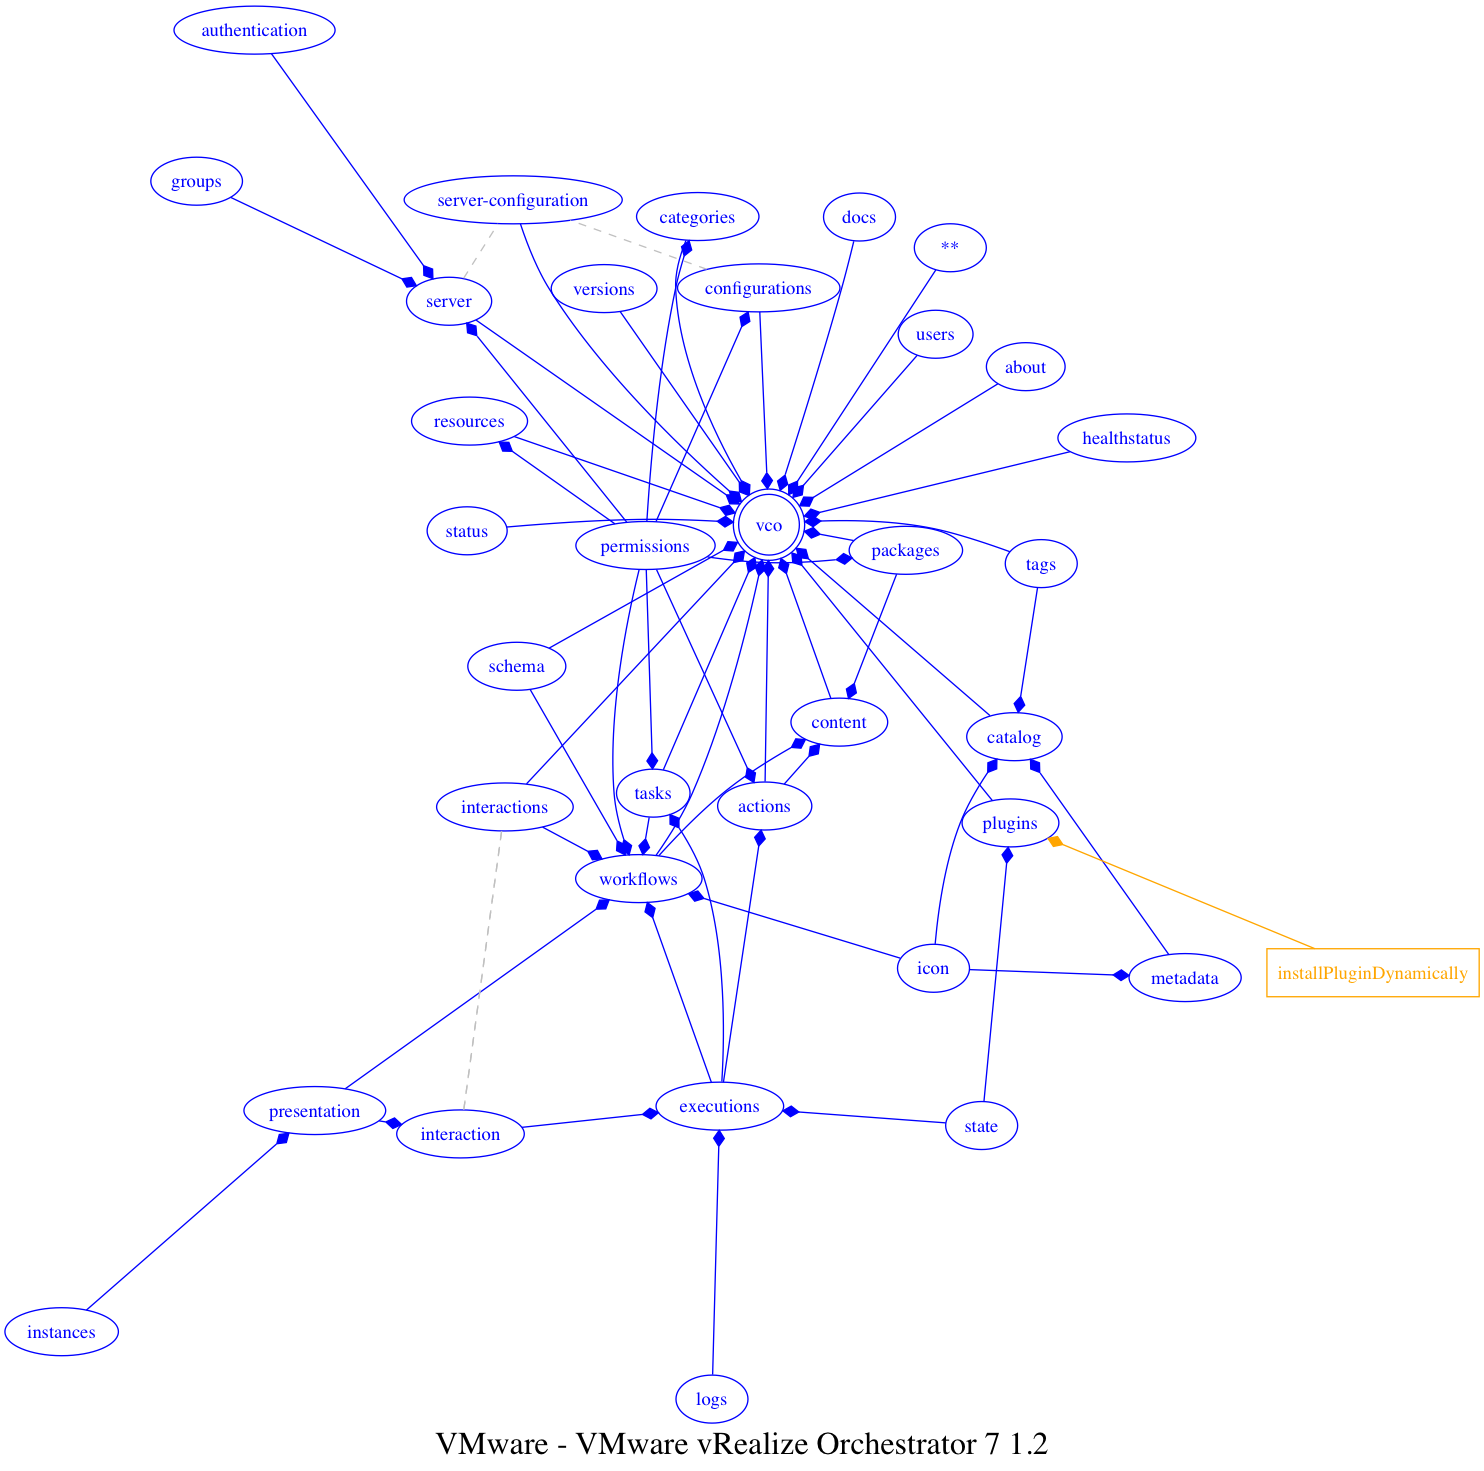 authentication
groups
server-configuration
categories
docs
**
versions
configurations
server
users
about
resources
healthstatus
status
vco
permissions
packages
tags
schema
content
catalog
interactions
tasks
actions
plugins
workflows
icon
metadata
installPluginDynamically
presentation
executions
interaction
state
instances
logs
VMware - VMware vRealize Orchestrator 7 1.2